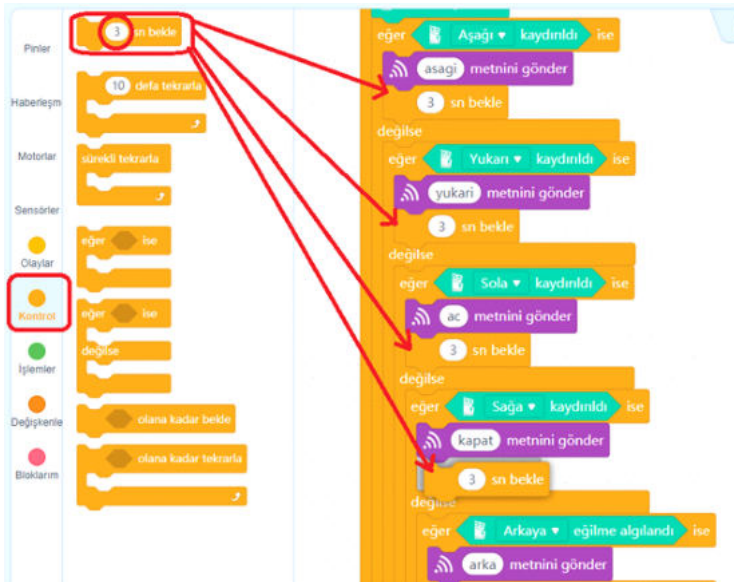 Pinler
Haberleşm
Motorlar
Sensörler
Olaylar
Kontrol
İşlemler
Değişkenle
Bloklarım
3 sn bekle
10 defa tekrarla
sürekli tekrarla
eğer ise
eğer ise
değilse
olana kadar bekle
olana kadar tekrarla
eğer Aşağı kaydırıldı ise
asagi metnini gönder
3 sn bekle
değilse
eğer Yukarı kaydırıldı ise
yukari metnini gönder
3 sn bekle
değilse
eğer Sola kaydırıldı ise
ac metnini gönder
3 sn bekle
değilse
eğer Sağa kaydırıldı ise
kapat metnini gönder
3 sn bekle
değilse
eğer Arkaya eğilme algılandı ise
arka metnini gönder